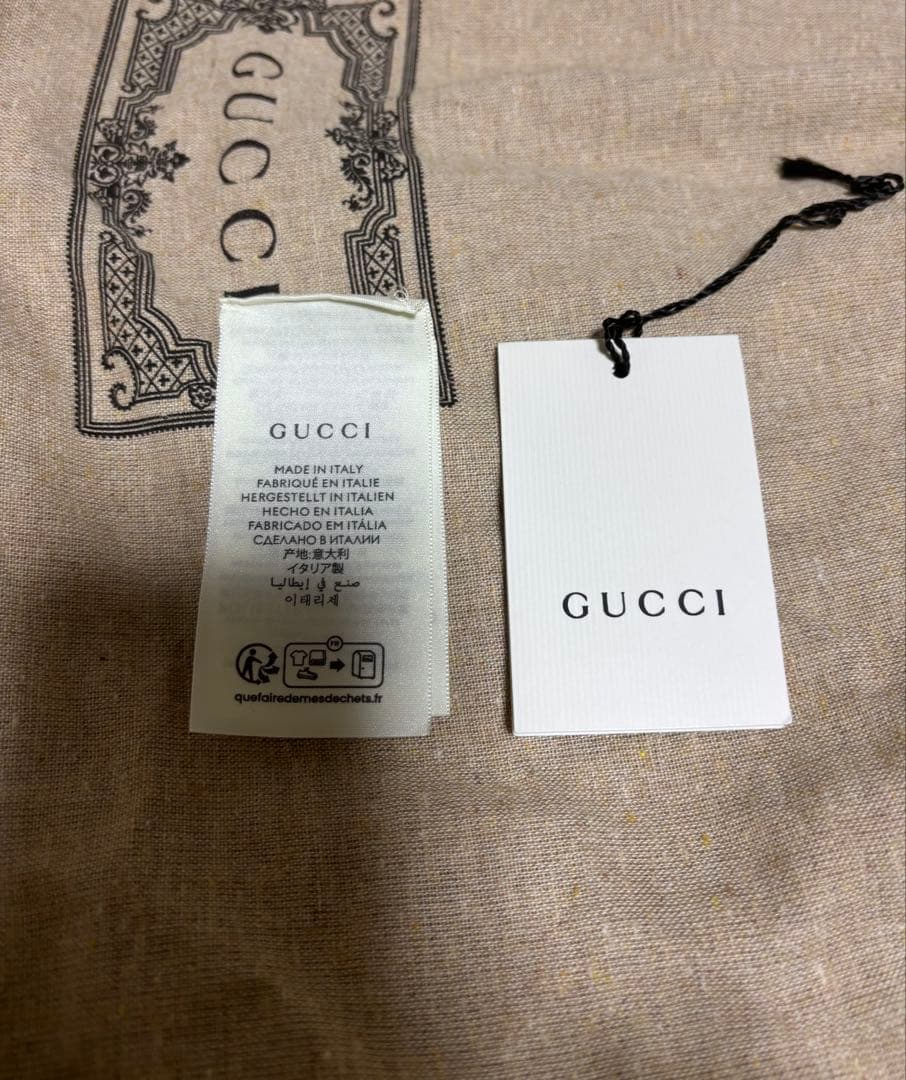 GUCCI
GUCCI
MADE IN ITALY
FABRIQUÉ EN ITALIE
HERGESTELLT IN ITALIEN
HECHO EN ITALIA
FABRICADO EM ITÁLIA
СДЕЛАНО В ИТАЛИИ
产地:意大利
イタリア製
صنع في إيطاليا
이태리제
FR
quefairedemesdechets.fr
GUCCI